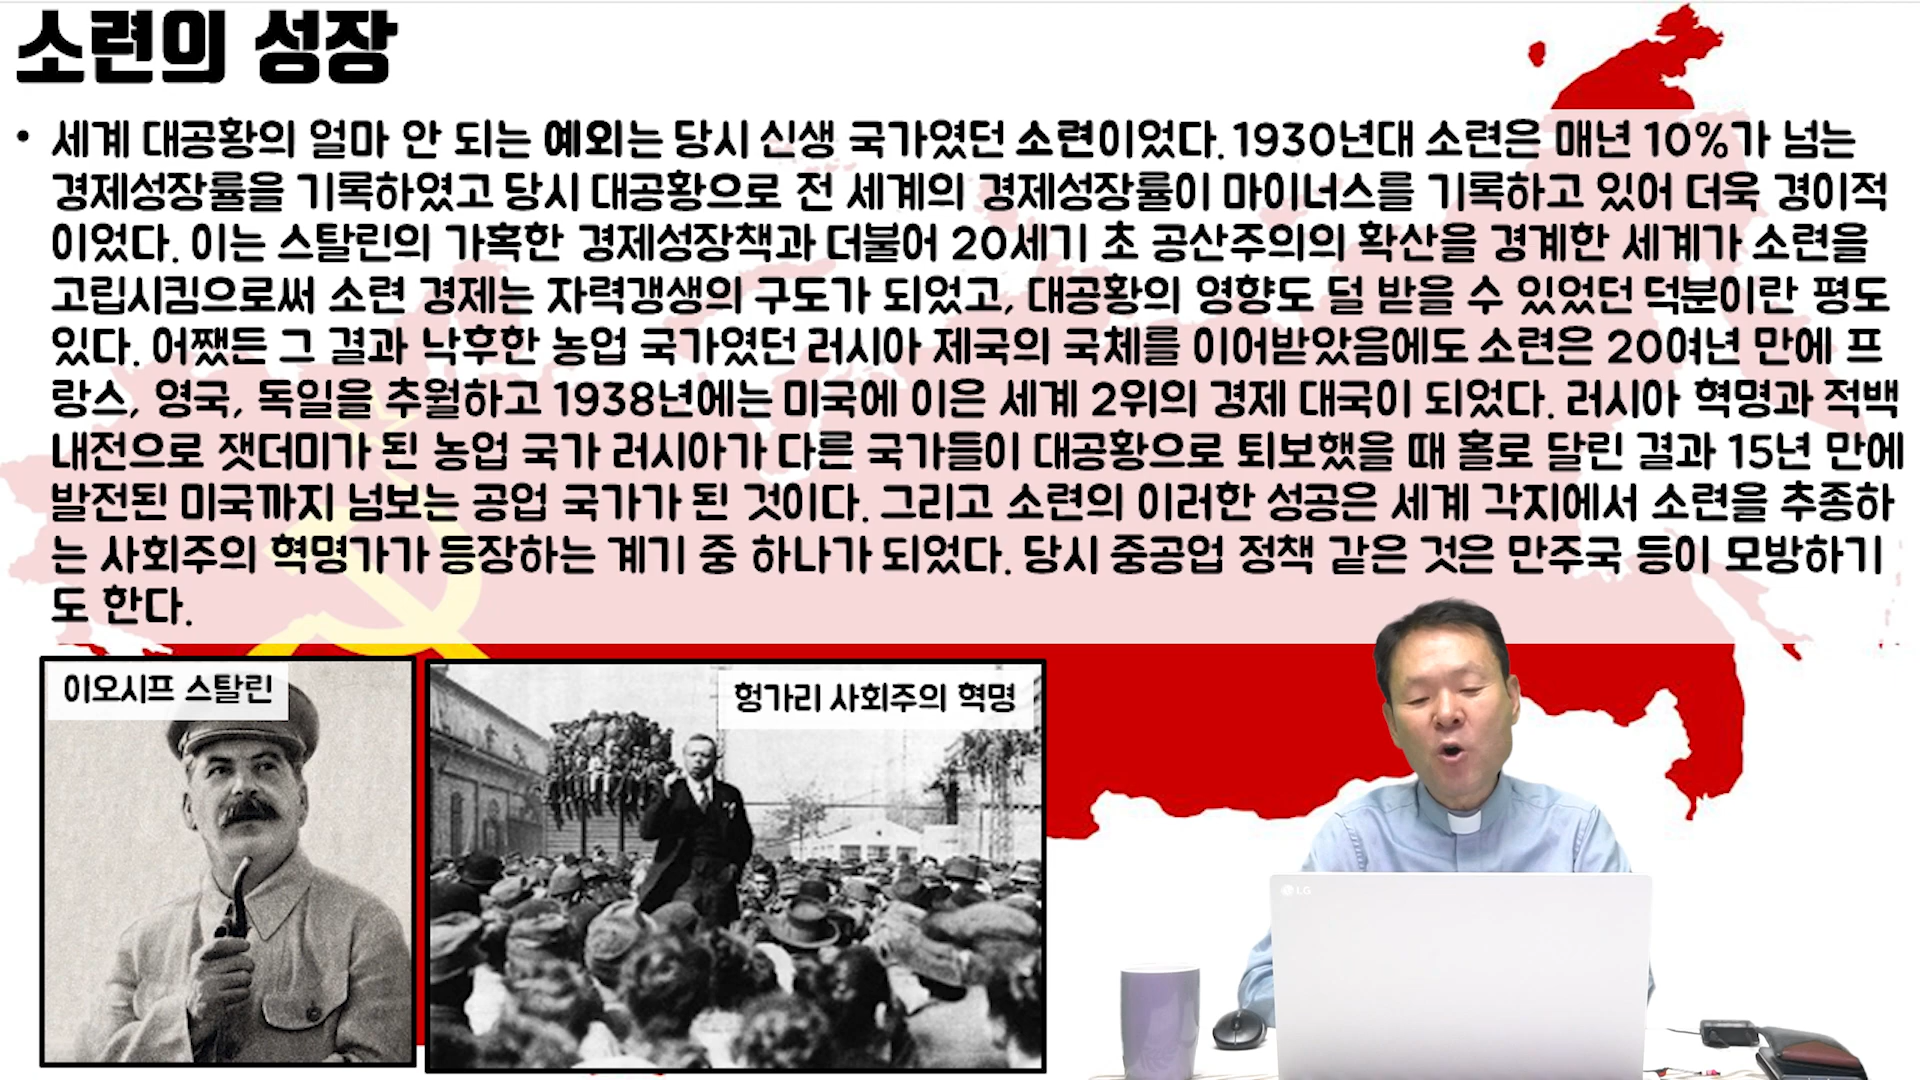 소련의 성장
• 세계 대공황의 얼마 안 되는 예외는 당시 신생 국가였던 소련이었다. 1930년대 소련은 매년 10%가 넘는
경제성장률을 기록하였고 당시 대공황으로 전 세계의 경제성장률이 마이너스를 기록하고 있어 더욱 경이적
이었다. 이는 스탈린의 가혹한 경제성장책과 더불어 20세기 초 공산주의의 확산을 경계한 세계가 소련을
고립시킴으로써 소련 경제는 자력갱생의 구도가 되었고, 대공황의 영향도 덜 받을 수 있었던 덕분이란 평도
있다. 어쨌든 그 결과 낙후한 농업 국가였던 러시아 제국의 국체를 이어받았음에도 소련은 20여년 만에 프
랑스, 영국, 독일을 추월하고 1938년에는 미국에 이은 세계 2위의 경제 대국이 되었다. 러시아 혁명과 적백
내전으로 잿더미가 된 농업 국가 러시아가 다른 국가들이 대공황으로 퇴보했을 때 홀로 달린 결과 15년 만에
발전된 미국까지 넘보는 공업 국가가 된 것이다. 그리고 소련의 이러한 성공은 세계 각지에서 소련을 추종하
는 사회주의 혁명가가 등장하는 계기 중 하나가 되었다. 당시 중공업 정책 같은 것은 만주국 등이 모방하기
도 한다.
이오시프 스탈린
헝가리 사회주의 혁명
LG